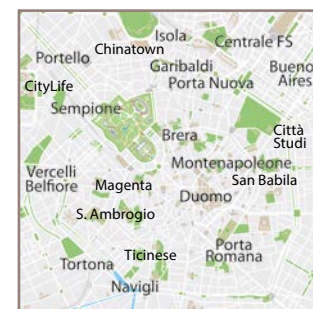 Isola
Chinatown
Centrale FS
Portello
Garibaldi
Porta Nuova
Bueno
Aires
CityLife
Sempione
Brera
Città
Studi
Montenapoleone
Vercelli
Belfiore
San Babila
Magenta
Duomo
S. Ambrogio
Ticinese
Porta
Romana
Tortona
Navigli